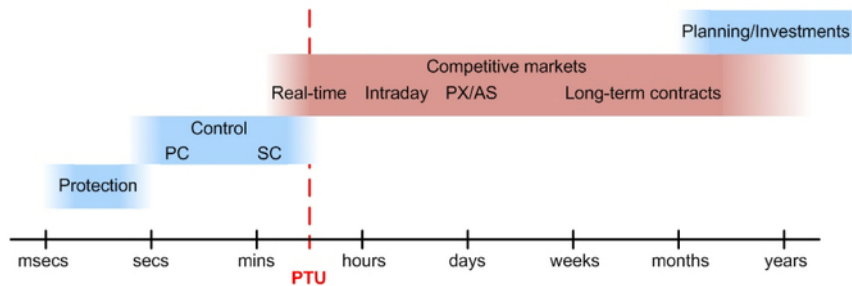 Planning/Investments
Competitive markets
Real-time Intraday PX/AS Long-term contracts
Control
PC SC
Protection
msecs secs mins hours days weeks months years
PTU